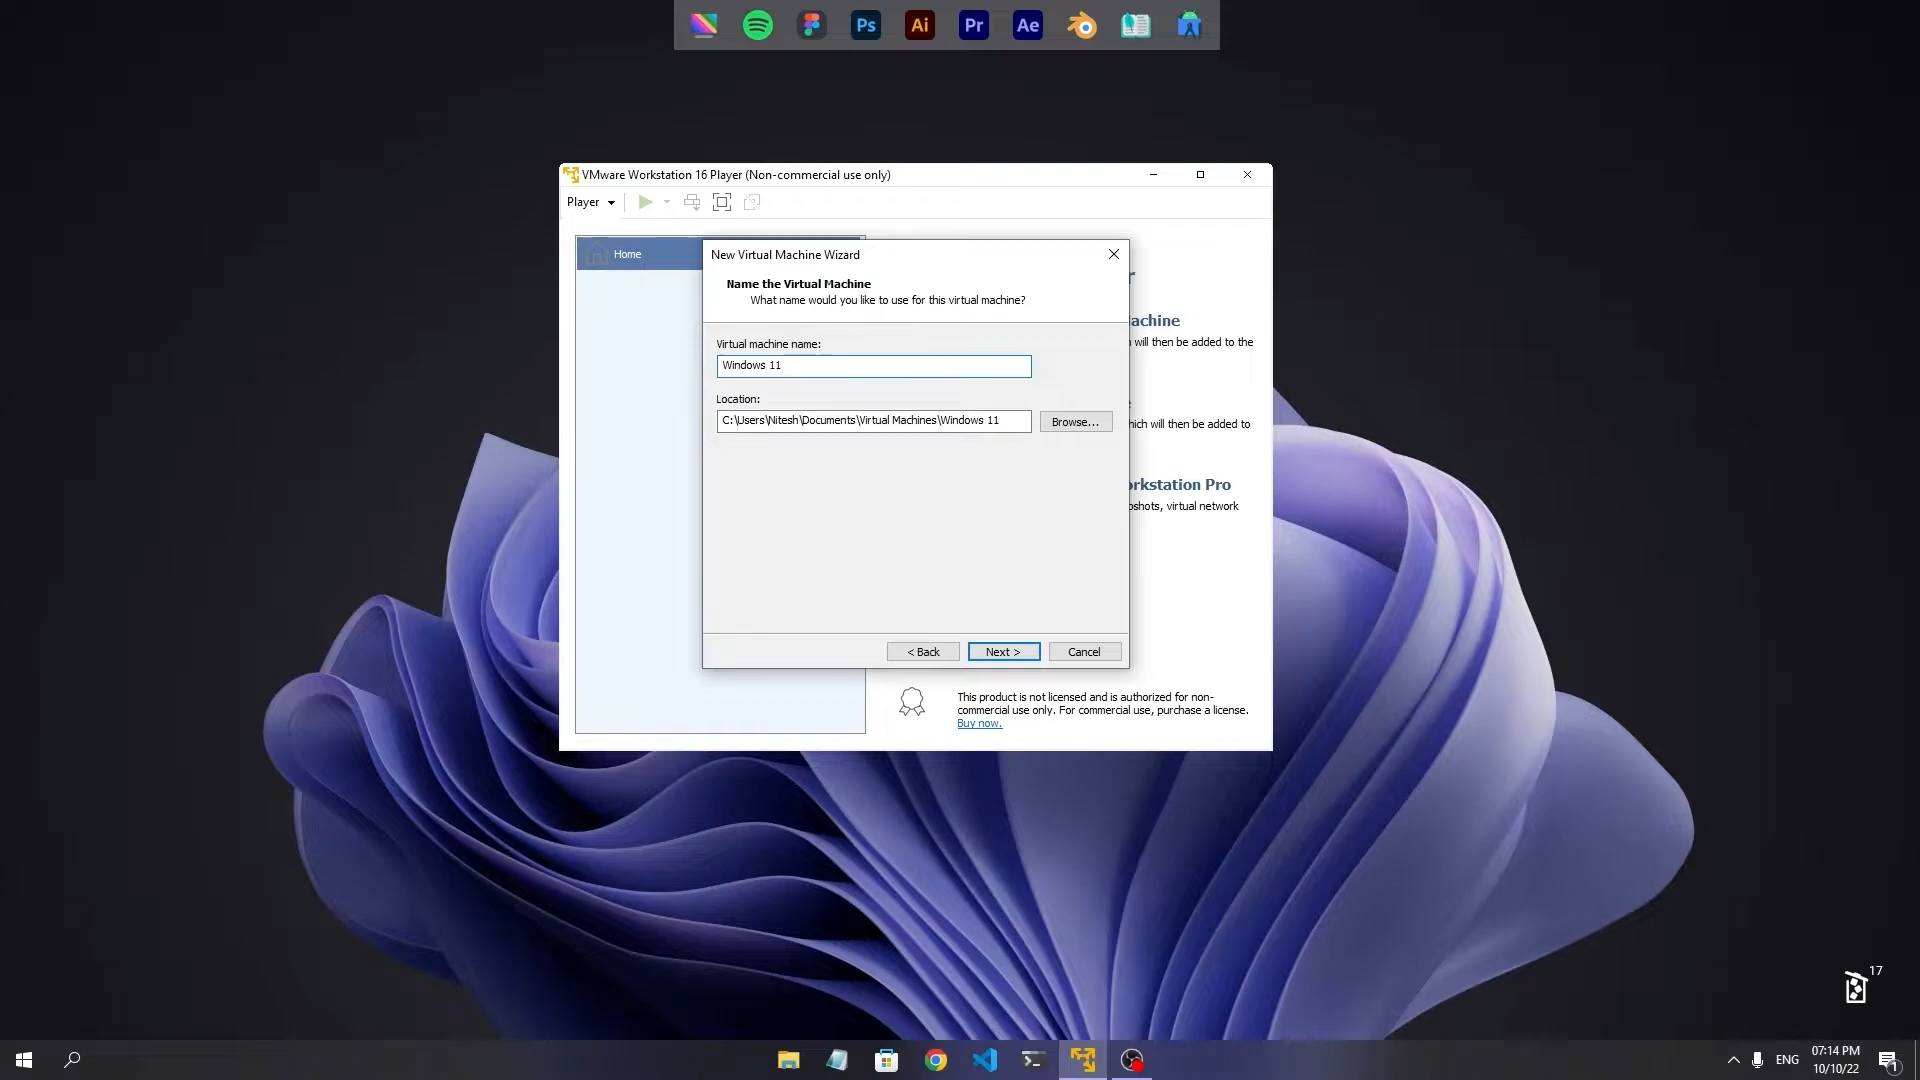 Ps
Ai
Pr
Ae
VMware Workstation 16 Player (Non-commercial use only)
Player
Home
New Virtual Machine Wizard
Name the Virtual Machine
What name would you like to use for this virtual machine?
Virtual machine name:
Windows 11
Location:
C:\Users\Nitesh\Documents\Virtual Machines\Windows 11
Browse...
< Back
Next >
Cancel
r
achine
will then be added to the
hich will then be added to
orkstation Pro
pshots, virtual network
This product is not licensed and is authorized for non-
commercial use only. For commercial use, purchase a license.
Buy now.
17
ENG
07:14 PM
10/10/22
1